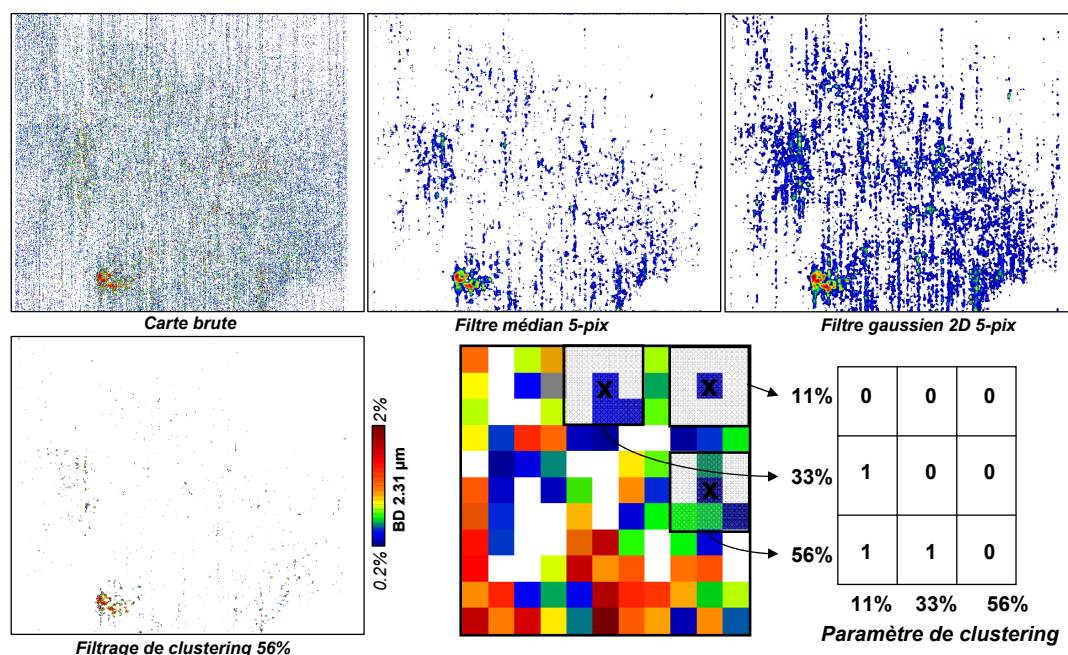 Carte brute
Filtre médian 5-pix
Filtre gaussien 2D 5-pix
2%
BD 2.31 µm
0.2%
Filtrage de clustering 56%
X
X
X
11%
33%
56%
0 0 0
1 0 0
1 1 0
11% 33% 56%
Paramètre de clustering